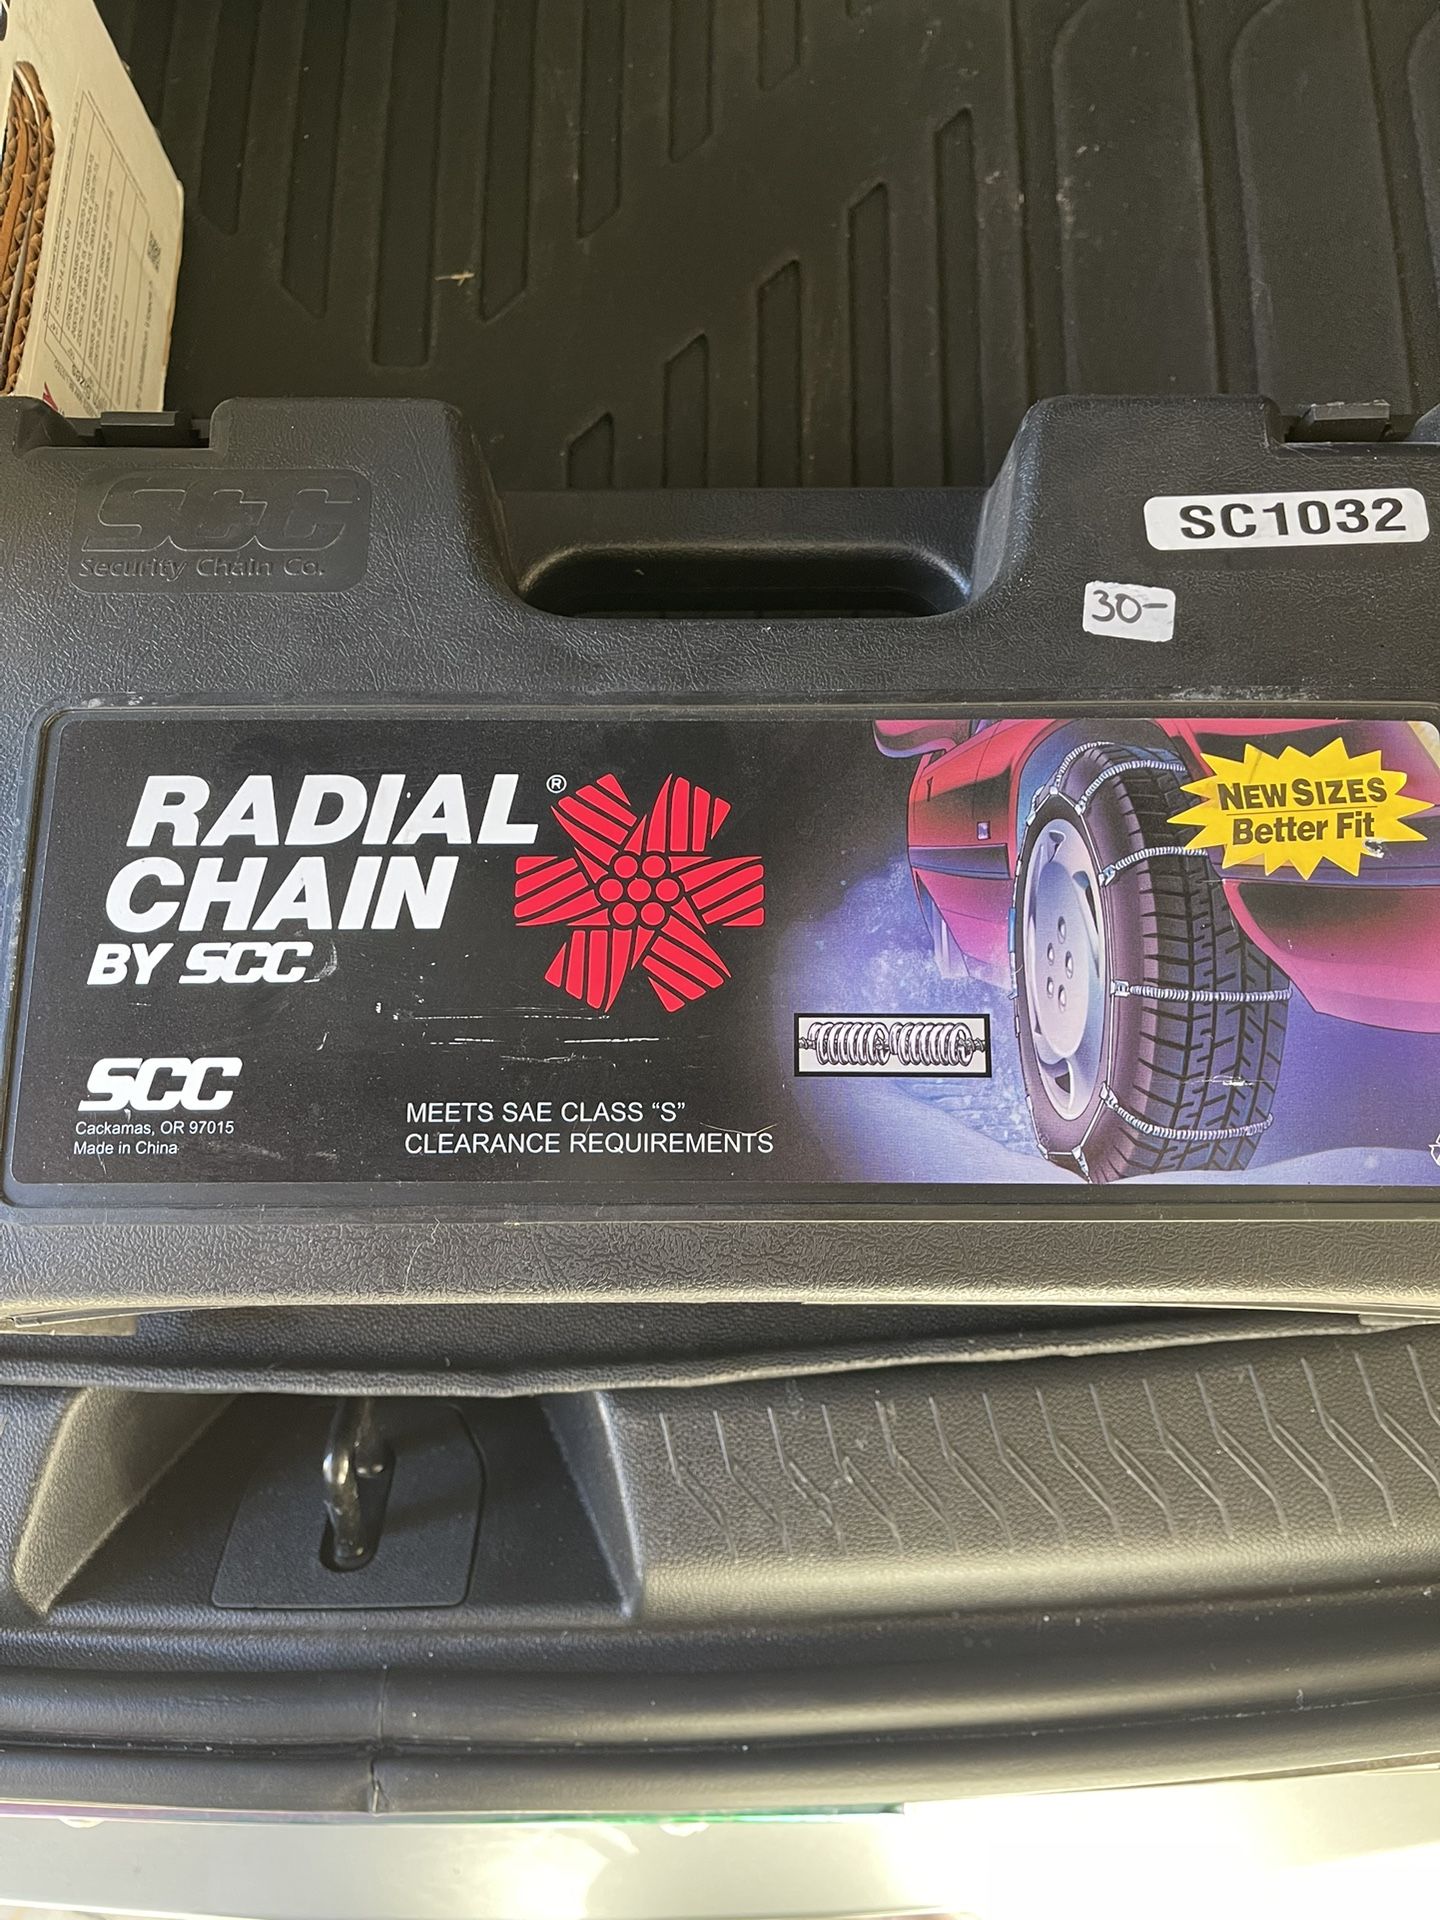 SCC
Security Chain Co.
SC1032
30-
RADIAL®
CHAIN
BY SCC
NEW SIZES
Better Fit
SCC
Cackamas, OR 97015
Made in China
MEETS SAE CLASS “S”
CLEARANCE REQUIREMENTS